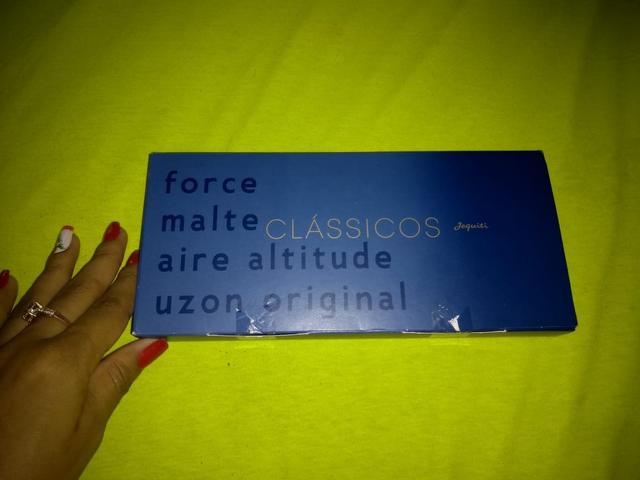 force
malte
CLÁSSICOS Jequiti
aire altitude
uzon original